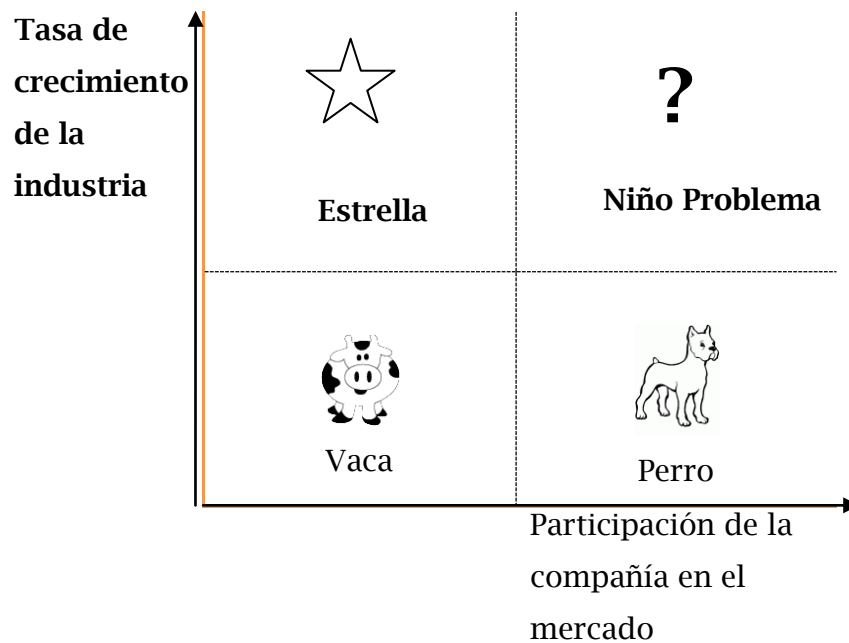 Tasa de
crecimiento
de la
industria
?
Estrella
Niño Problema
Vaca
Perro
Participación de la
compañía en el
mercado